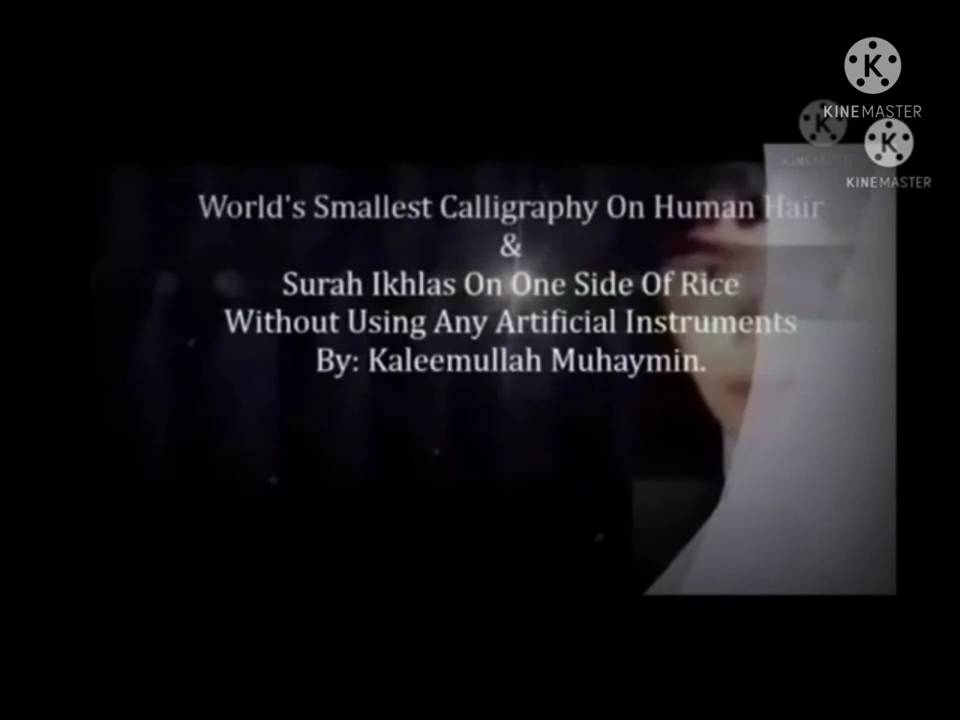 KINEMASTER
KINEMASTER
KINEMASTER
World's Smallest Calligraphy On Human Hair
&
Surah Ikhlas On One Side Of Rice
Without Using Any Artificial Instruments
By: Kaleemullah Muhaymin.